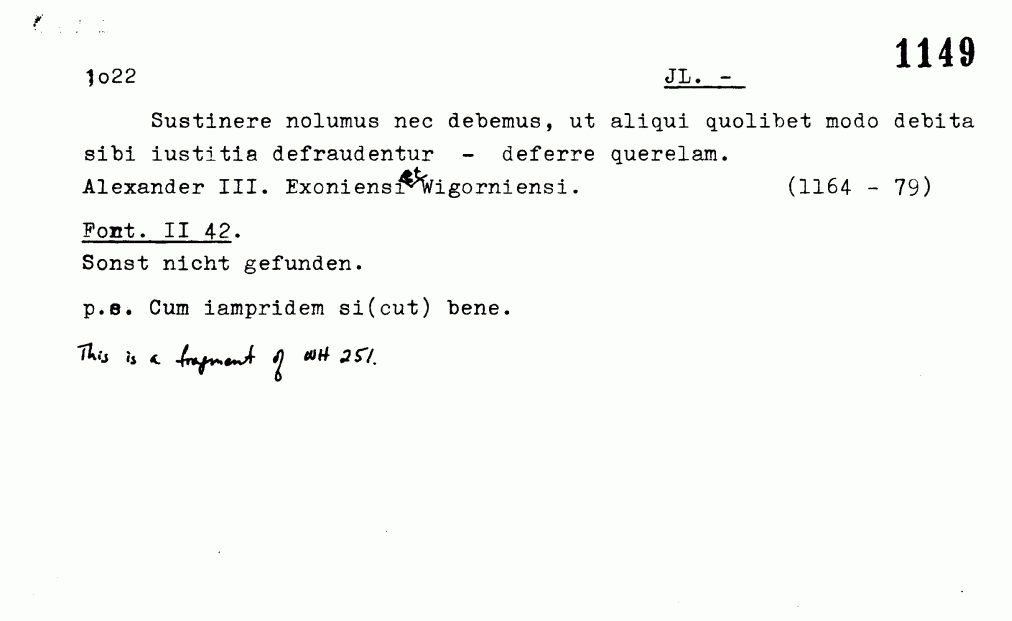 1149
1o22 JL. -
Sustinere nolumus nec debemus, ut aliqui quolibet modo debita
sibi iustitia defraudentur - deferre querelam.
Alexander III. Exoniensi et Wigorniensi. (1164 - 79)
Font. II 42.
Sonst nicht gefunden.
p.s. Cum iampridem si(cut) bene.
This is a fragment of WH 251.